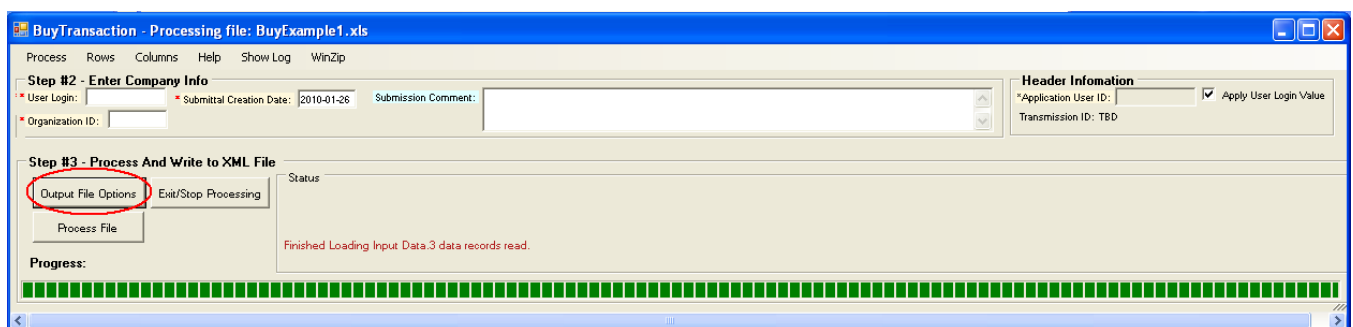 BuyTransaction - Processing file: BuyExample1.xls
Process Rows Columns Help Show Log WinZip
Step #2 - Enter Company Info
Header Infomation
* User Login:
* Submittal Creation Date: 2010-01-26
Submission Comment:
*Application User ID:
Apply User Login Value
* Organization ID:
Transmission ID: TBD
Step #3 - Process And Write to XML File
Output File Options
Exit/Stop Processing
Status
Process File
Finished Loading Input Data.3 data records read.
Progress: